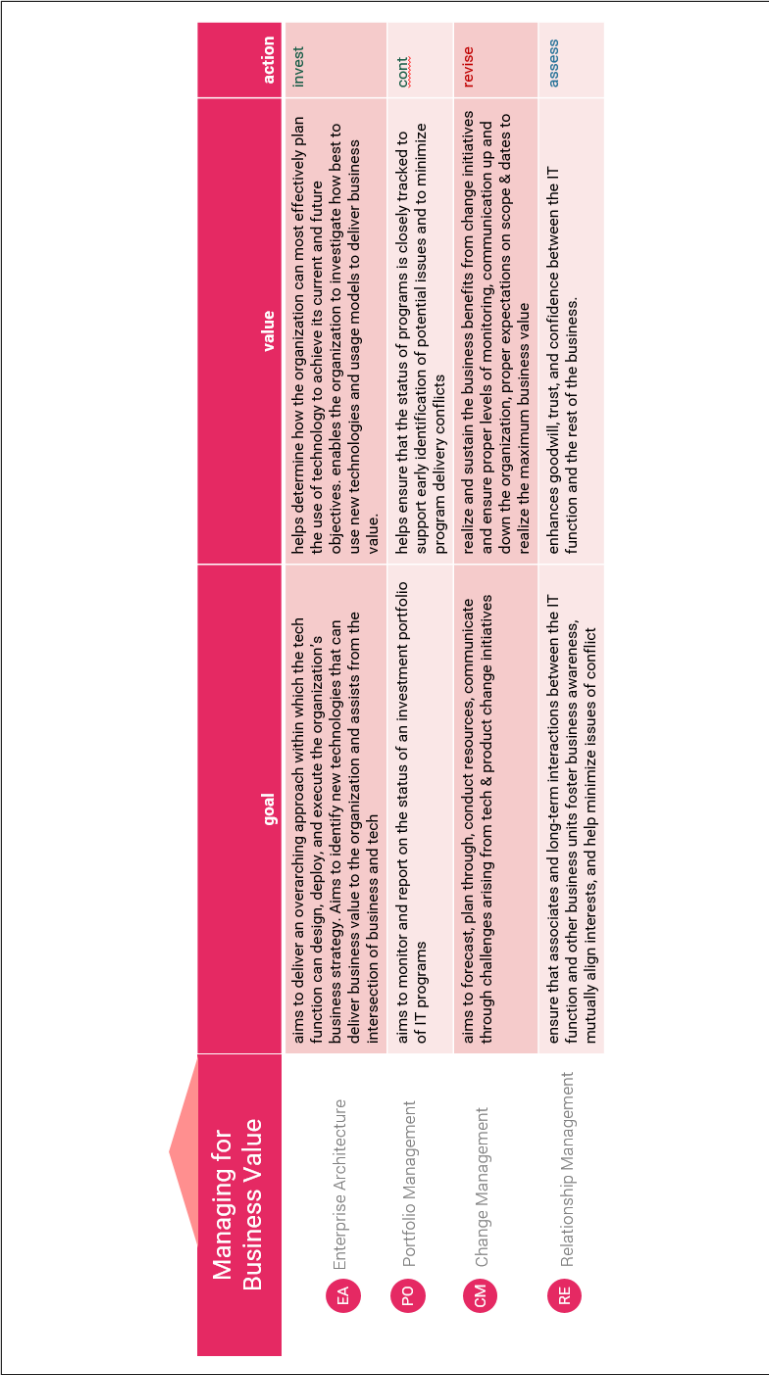 Managing for
Business Value
goal
value
action
EA
Enterprise Architecture
aims to deliver an overarching approach within which the tech
function can design, deploy, and execute the organization's
business strategy. Aims to identify new technologies that can
deliver business value to the organization and assists from the
intersection of business and tech
helps determine how the organization can most effectively plan
the use of technology to achieve its current and future
objectives. enables the organization to investigate how best to
use new technologies and usage models to deliver business
value.
invest
PO
Portfolio Management
aims to monitor and report on the status of an investment portfolio
of IT programs
helps ensure that the status of programs is closely tracked to
support early identification of potential issues and to minimize
program delivery conflicts
cont
CM
Change Management
aims to forecast, plan through, conduct resources, communicate
through challenges arising from tech & product change initiatives
realize and sustain the business benefits from change initiatives
and ensure proper levels of monitoring, communication up and
down the organization, proper expectations on scope & dates to
realize the maximum business value
revise
RE
Relationship Management
ensure that associates and long-term interactions between the IT
function and other business units foster business awareness,
mutually align interests, and help minimize issues of conflict
enhances goodwill, trust, and confidence between the IT
function and the rest of the business.
assess